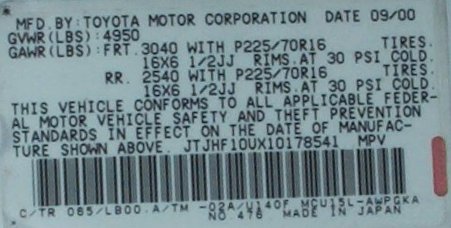 MFD.BY:TOYOTA MOTOR CORPORATION DATE 09/00
GVWR(LBS):4950
GAWR(LBS):FRT. 3040 WITH P225/70R16 TIRES.
16X6 1/2JJ RIMS.AT 30 PSI COLD.
RR. 2540 WITH P225/70R16 TIRES.
16X6 1/2JJ RIMS.AT 30 PSI COLD.
THIS VEHICLE CONFORMS TO ALL APPLICABLE FEDER-
AL MOTOR VEHICLE SAFETY AND THEFT PREVENTION
STANDARDS IN EFFECT ON THE DATE OF MANUFAC-
TURE SHOWN ABOVE. JTJHF10UX10178541 MPV
C/TR 065/LB00.A/TM -02A/U140F MCU15L-AWPGKA
NO 476 MADE IN JAPAN